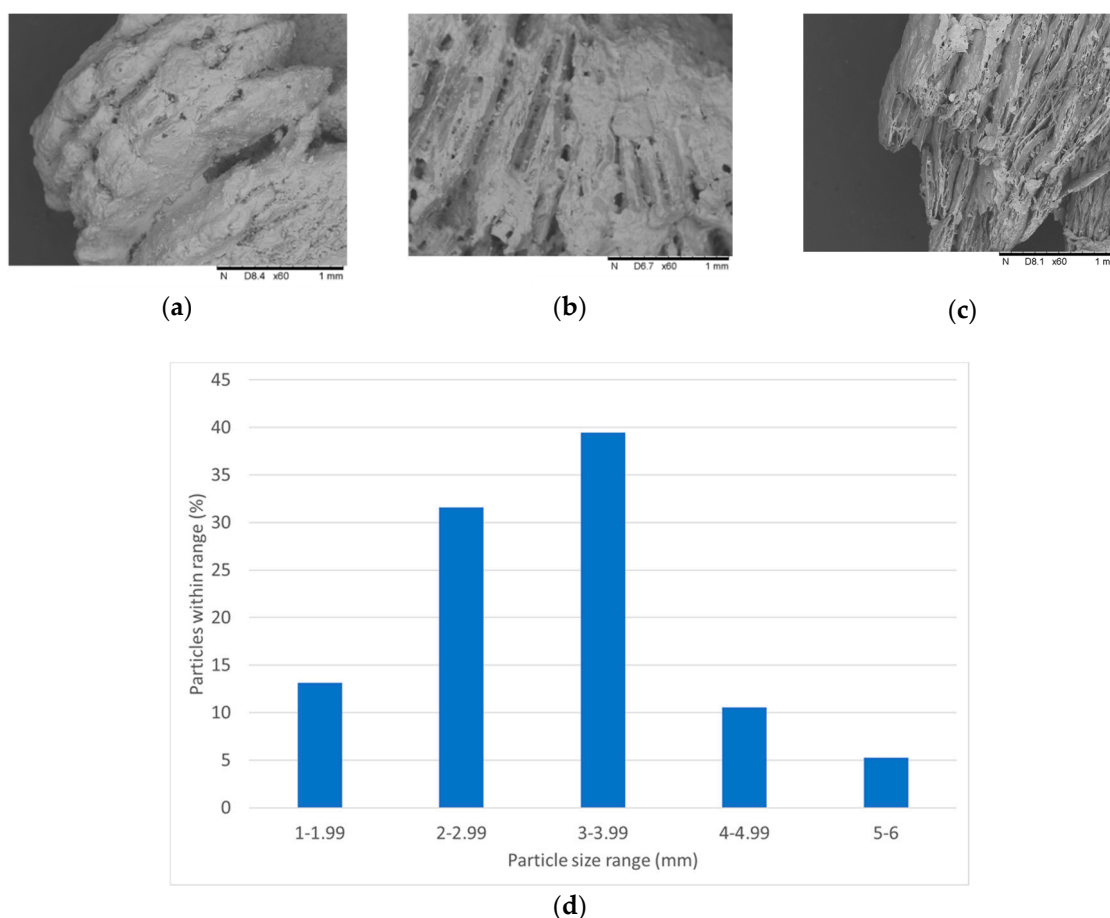 N D8.4 x60 1 mm
N D6.7 x60 1 mm
N D8.1 x60 1 mm
(a)
(b)
(c)
45
40
35
30
25
20
15
10
5
0
Particles within range (%)
1-1.99 2-2.99 3-3.99 4-4.99 5-6
Particle size range (mm)
(d)